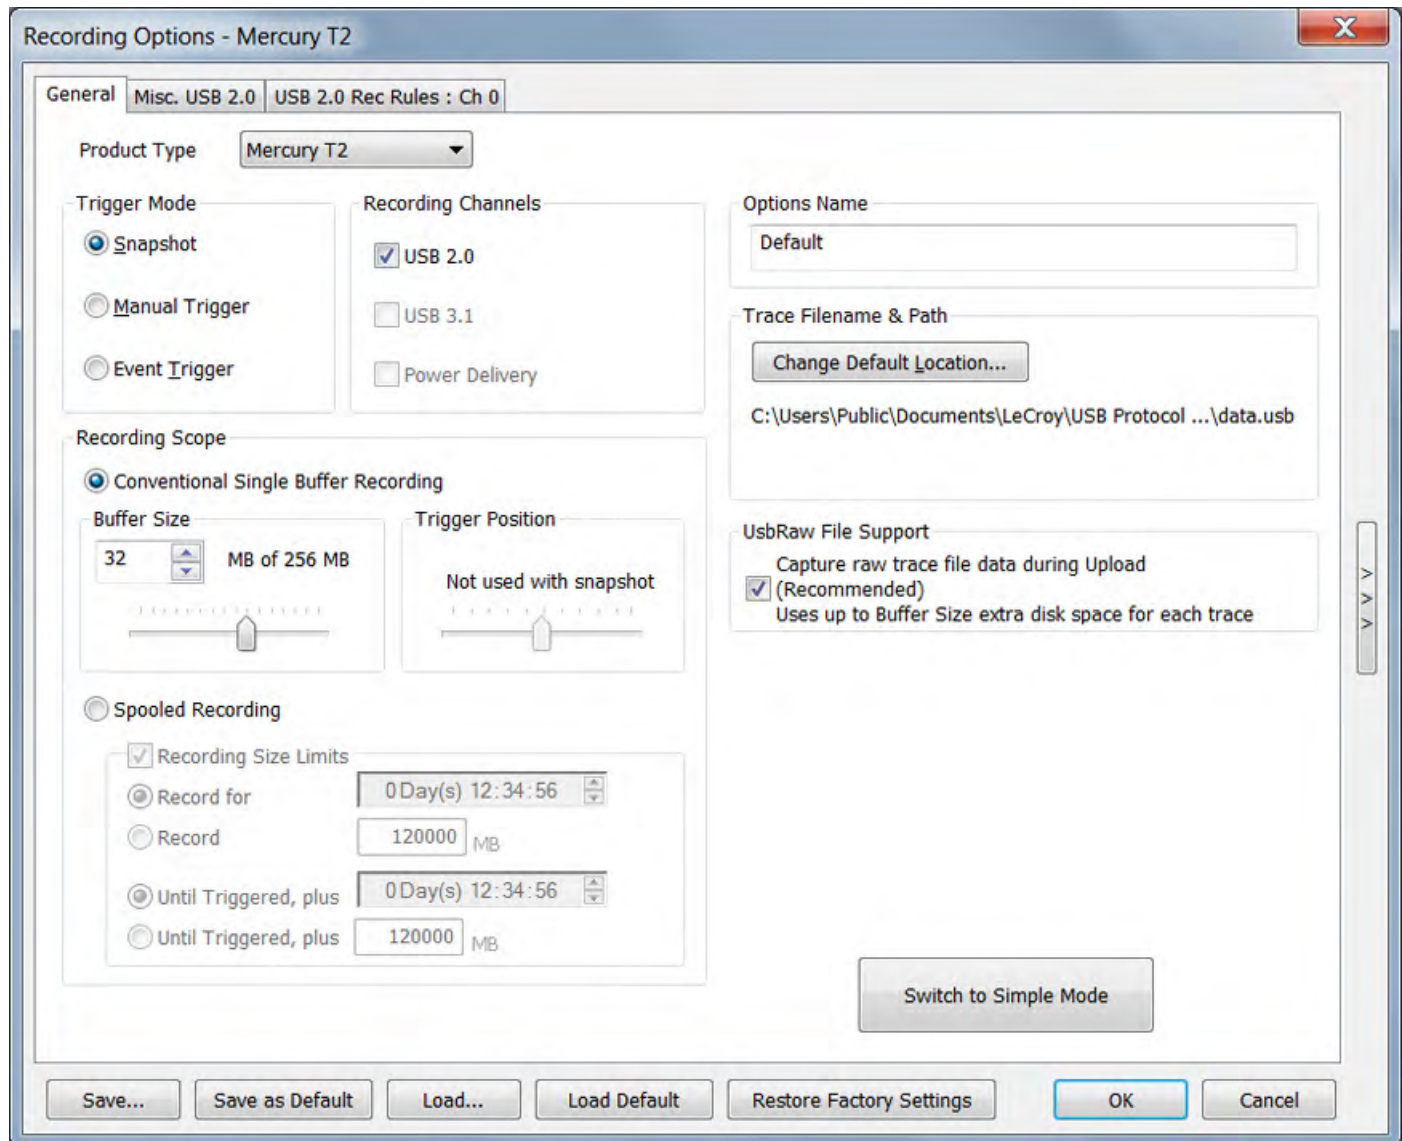 Recording Options - Mercury T2
X
General
Misc. USB 2.0
USB 2.0 Rec Rules : Ch 0
Product Type
Mercury T2
Trigger Mode
Snapshot
Manual Trigger
Event Trigger
Recording Channels
USB 2.0
USB 3.1
Power Delivery
Options Name
Default
Trace Filename & Path
Change Default Location...
C:\Users\Public\Documents\LeCroy\USB Protocol ...\data.usb
Recording Scope
Conventional Single Buffer Recording
Buffer Size
32
MB of 256 MB
Trigger Position
Not used with snapshot
UsbRaw File Support
Capture raw trace file data during Upload
(Recommended)
Uses up to Buffer Size extra disk space for each trace
>
>
>
Spooled Recording
Recording Size Limits
Record for
0Day(s) 12:34:56
Record
120000 MB
Until Triggered, plus
0Day(s) 12:34:56
Until Triggered, plus
120000 MB
Switch to Simple Mode
Save...
Save as Default
Load...
Load Default
Restore Factory Settings
OK
Cancel